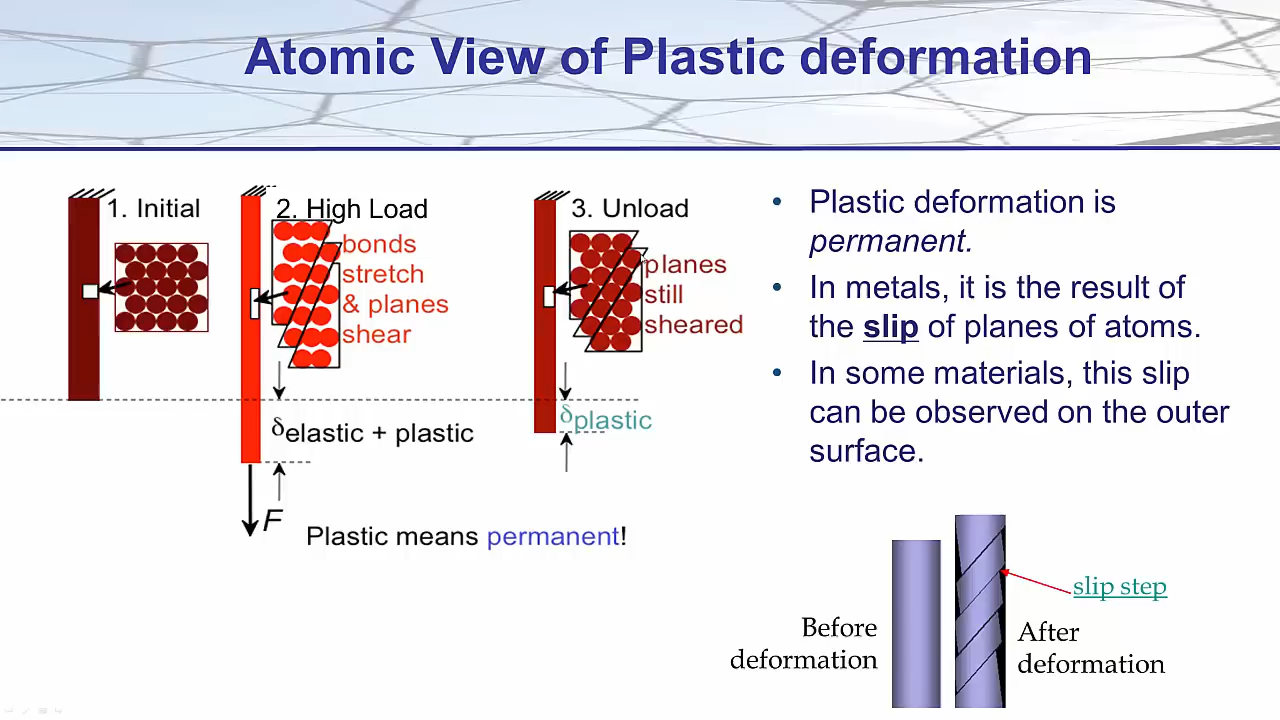 Atomic View of Plastic deformation
1. Initial
2. High Load
bonds
stretch
& planes
shear
3. Unload
planes
still
sheared
δelastic + plastic
δplastic
F
Plastic means permanent!
• Plastic deformation is
permanent.
• In metals, it is the result of
the slip of planes of atoms.
• In some materials, this slip
can be observed on the outer
surface.
Before
deformation
slip step
After
deformation